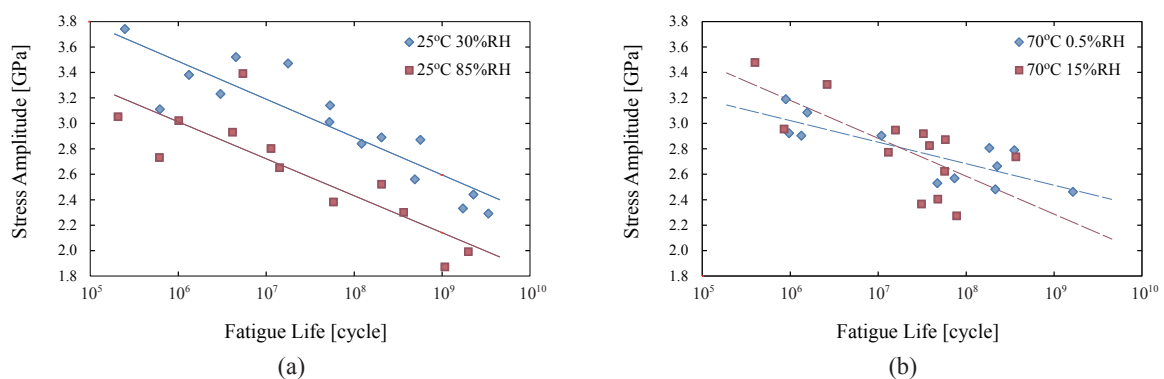 Stress Amplitude [GPa]
3.8
3.6
3.4
3.2
3.0
2.8
2.6
2.4
2.2
2.0
1.8
25°C 30%RH
25°C 85%RH
10⁵ 10⁶ 10⁷ 10⁸ 10⁹ 10¹⁰
Fatigue Life [cycle]
(a)
Stress Amplitude [GPa]
3.8
3.6
3.4
3.2
3.0
2.8
2.6
2.4
2.2
2.0
1.8
70°C 0.5%RH
70°C 15%RH
10⁵ 10⁶ 10⁷ 10⁸ 10⁹ 10¹⁰
Fatigue Life [cycle]
(b)